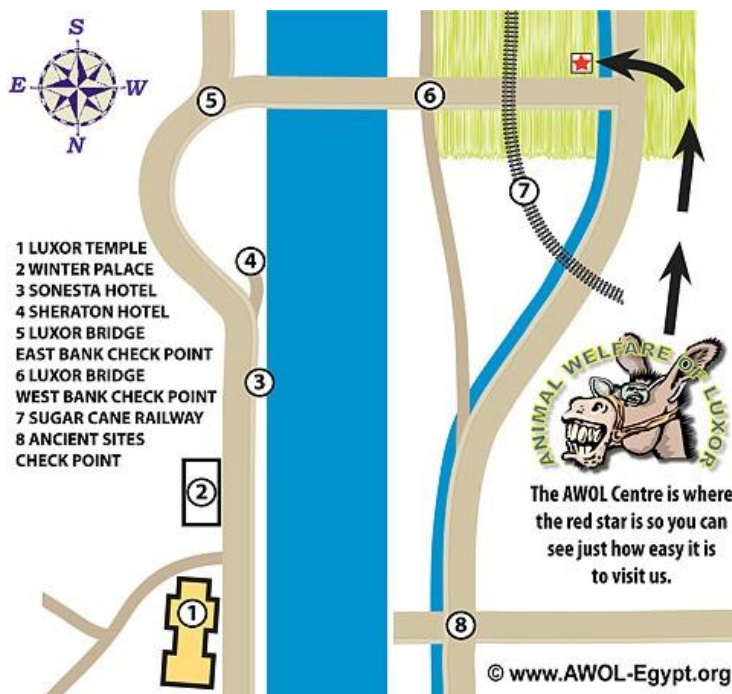 S
E
W
N
5
6
7
4
1 LUXOR TEMPLE
2 WINTER PALACE
3 SONESTA HOTEL
4 SHERATON HOTEL
5 LUXOR BRIDGE
EAST BANK CHECK POINT
6 LUXOR BRIDGE
WEST BANK CHECK POINT
7 SUGAR CANE RAILWAY
8 ANCIENT SITES
CHECK POINT
3
ANIMAL WELFARE OF LUXOR
2
The AWOL Centre is where
the red star is so you can
see just how easy it is
to visit us.
1
8
© www.AWOL-Egypt.org